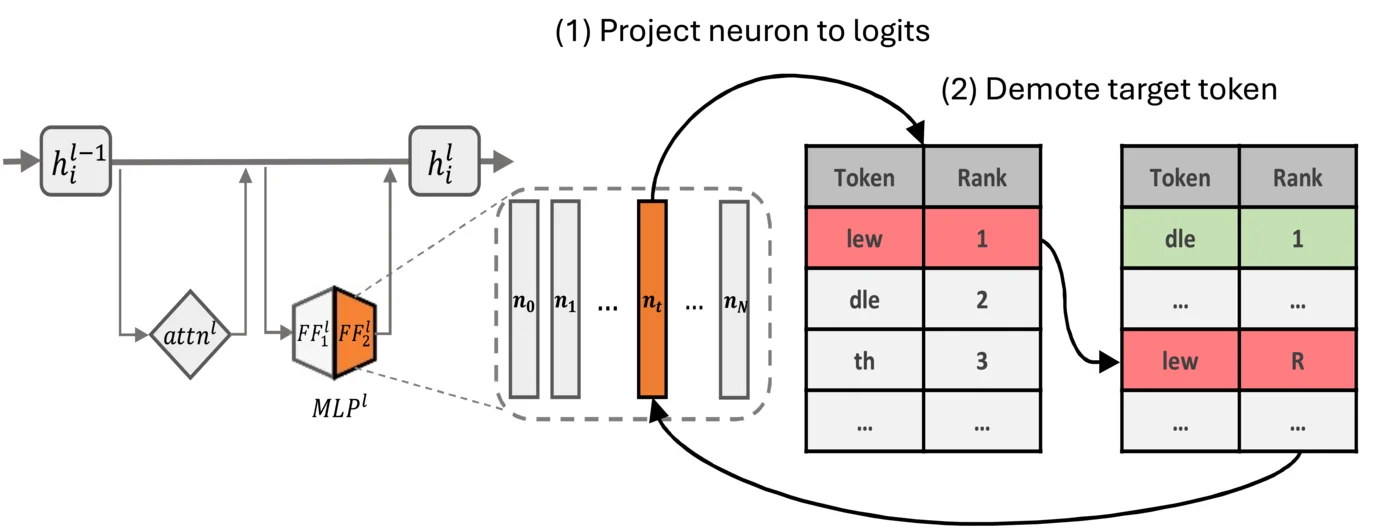 (1) Project neuron to logits
(2) Demote target token
h_i^{l-1}
h_i^l
attn^l
FF_1^l
FF_2^l
MLP^l
n_0 n_1 ... n_t ... n_N
Token Rank
lew 1
dle 2
th 3
... ...
Token Rank
dle 1
... ...
lew R
... ...